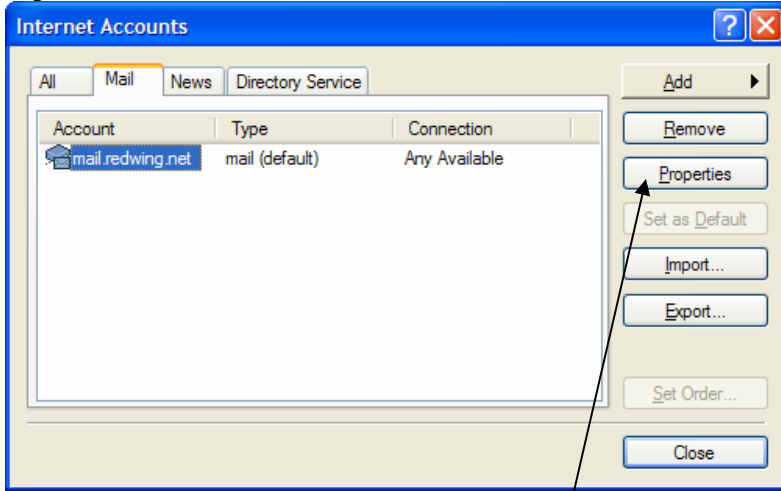 Internet Accounts
All Mail News Directory Service
Add
Account Type Connection
Remove
mail.redwing.net mail (default) Any Available
Properties
Set as Default
Import...
Export...
Set Order...
Close